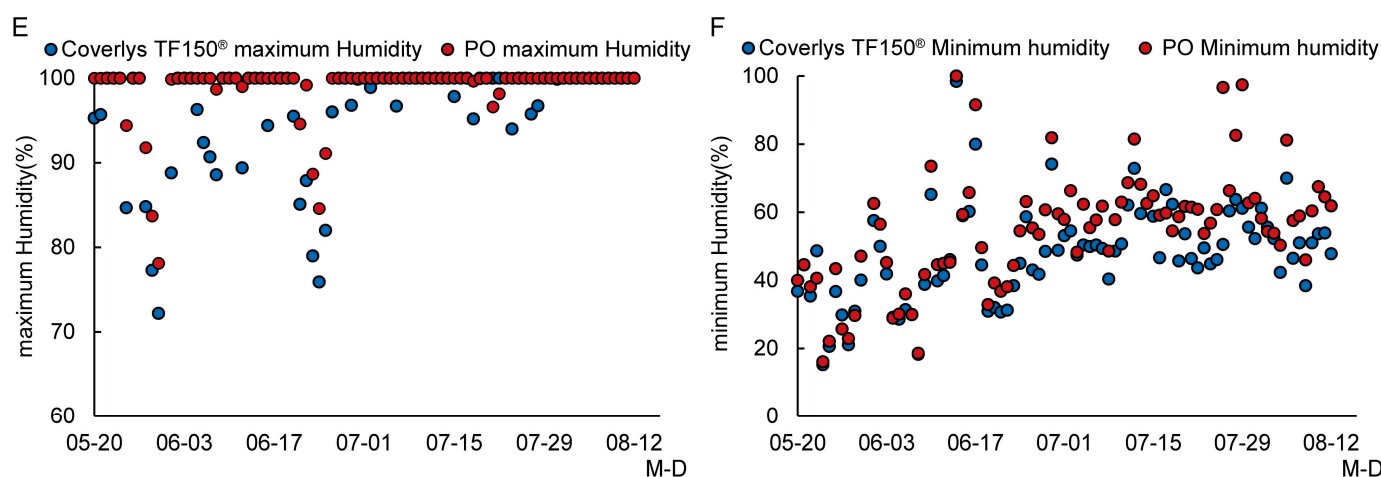 E
Coverlys TF150® maximum Humidity PO maximum Humidity
100
90
80
70
60
maximum Humidity(%)
05-20 06-03 06-17 07-01 07-15 07-29 08-12
M-D
F
Coverlys TF150® Minimum humidity PO Minimum humidity
100
80
60
40
20
0
minimum Humidity(%)
05-20 06-03 06-17 07-01 07-15 07-29 08-12
M-D